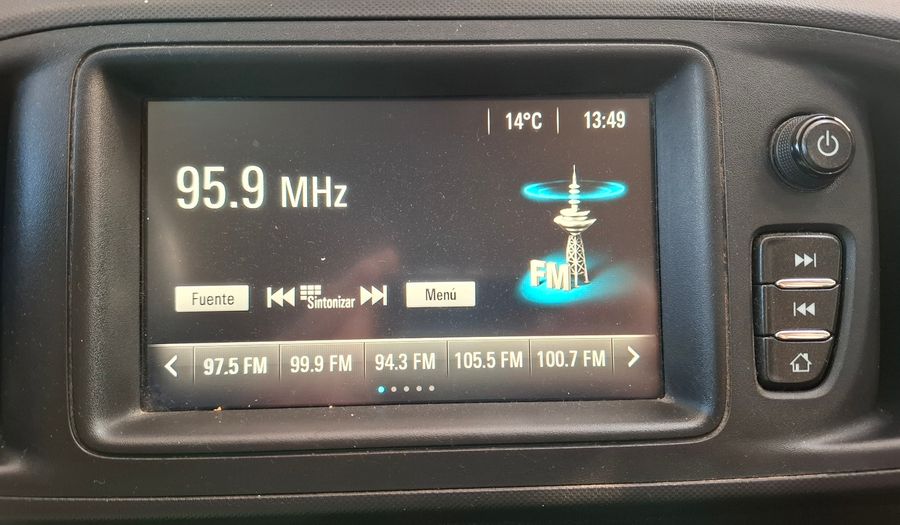 14°C 13:49
95.9 MHz
FM
Fuente Sintonizar Menú
97.5 FM 99.9 FM 94.3 FM 105.5 FM 100.7 FM